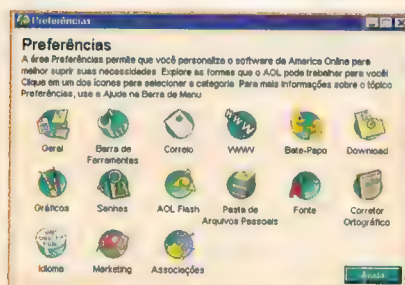 Preferências
Preferências
A área Preferências permite que você personalize o software da America Online para
melhor suprir suas necessidades. Explore as formas que o AOL pode trabalhar para você!
Clique em um dos ícones para selecionar a categoria. Para mais informações sobre o tópico
Preferências, use a Ajuda na Barra de Menu
Geral
Barra de Ferramentas
Correio
WWW
Bate-Papo
Download
Gráficos
Senhas
AOL Flash
Pasta de Arquivos Pessoais
Fonte
Corretor Ortográfico
Idioma
Marketing
Associações
Ajuda